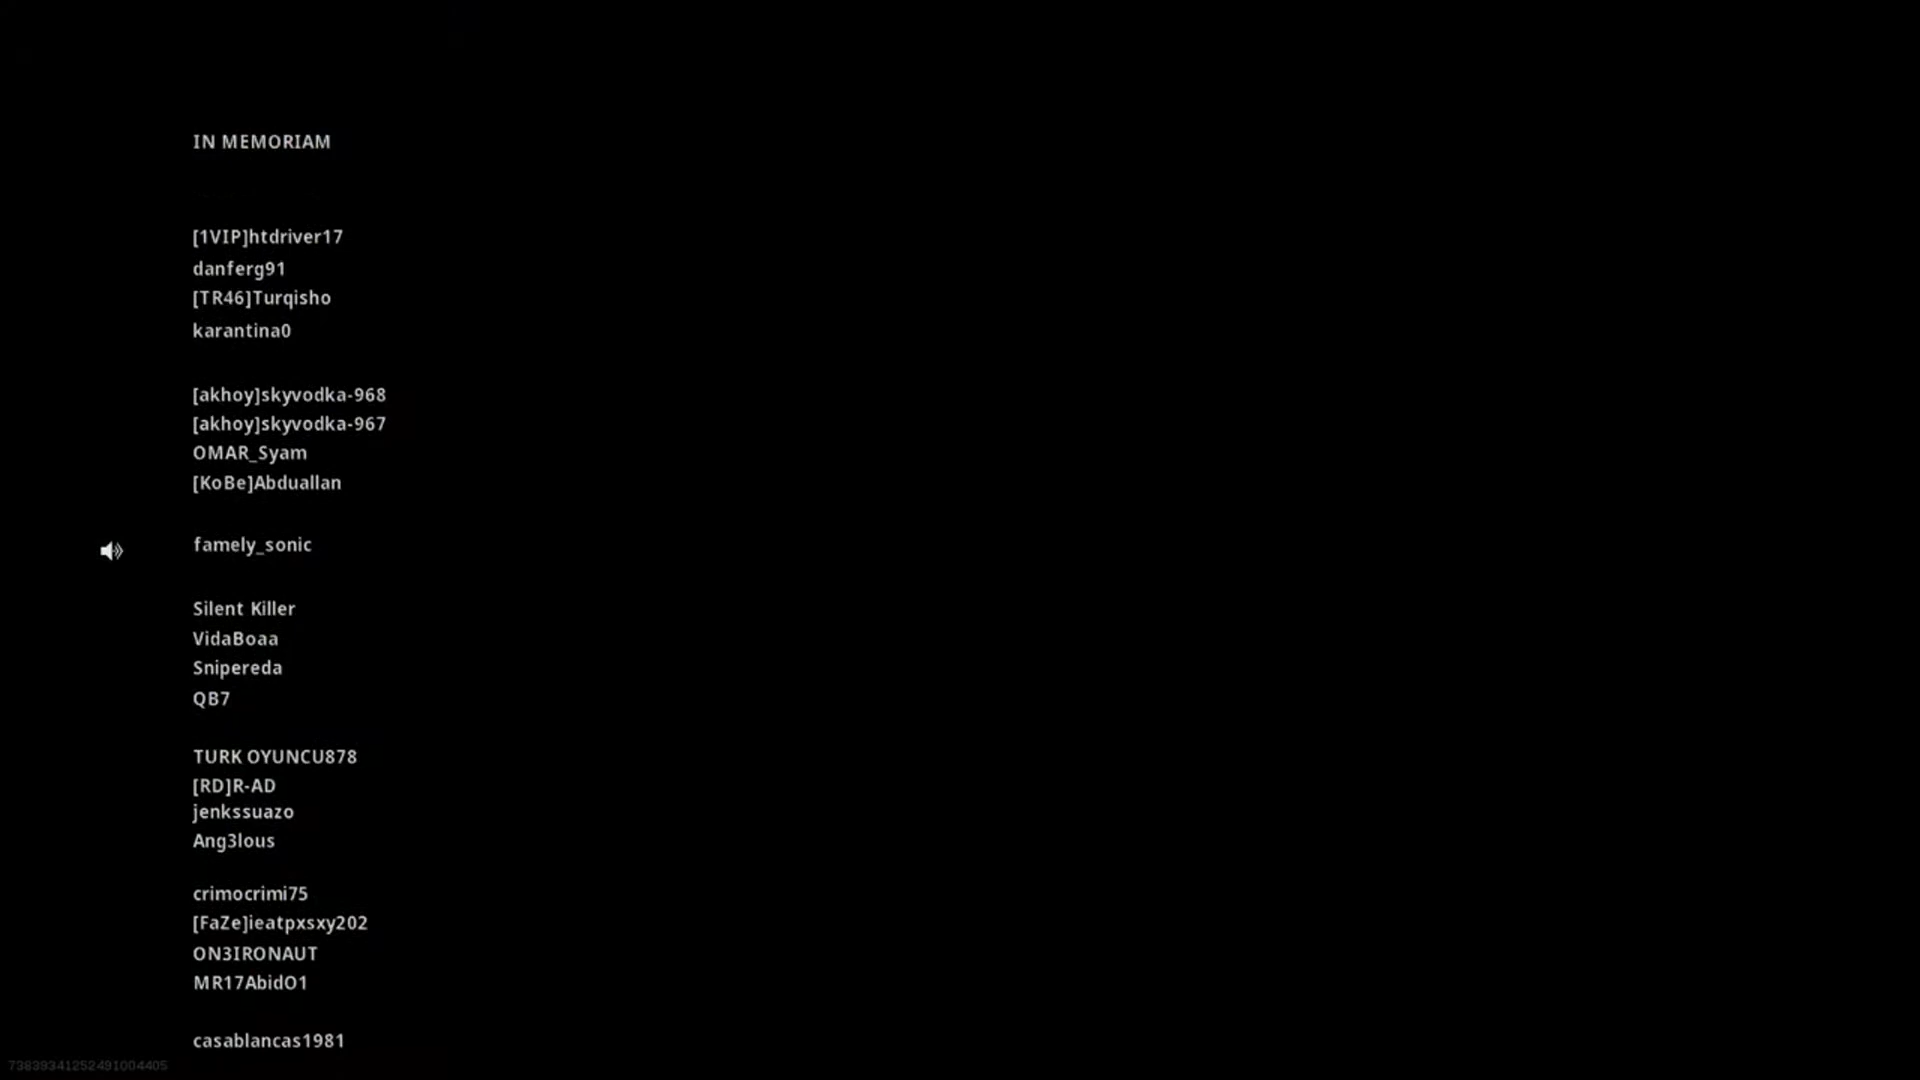 IN MEMORIAM
[1VIP]htdriver17
danferg91
[TR46]Turqisho
karantina0
[akhoy]skyvodka-968
[akhoy]skyvodka-967
OMAR_Syam
[KoBe]Abduallan
famely_sonic
Silent Killer
VidaBoaa
Snipereda
QB7
TURK OYUNCU878
[RD]R-AD
jenkssuazo
Ang3lous
crimocrimi75
[FaZe]ieatpxsxy202
ON3IRONAUT
MR17AbidO1
casablancas1981
73839341252491004405